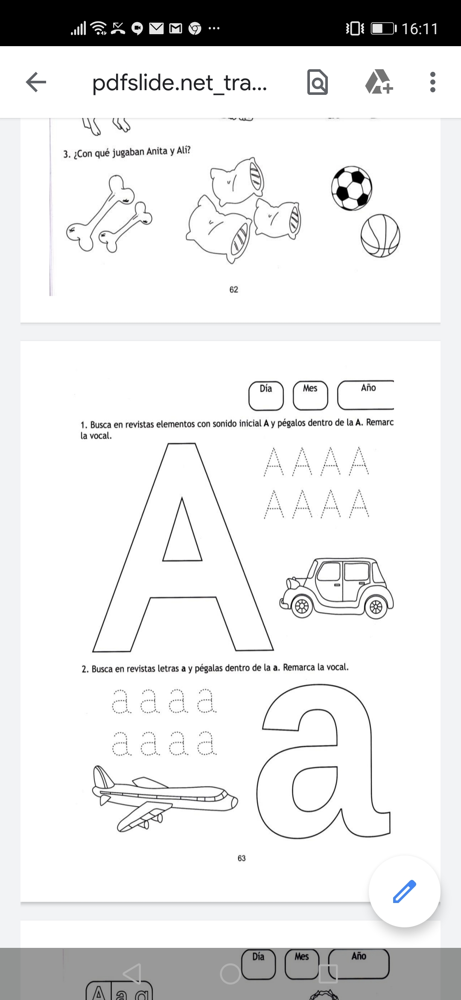 16:11
pdfslide.net_tra...
3. ¿Con qué jugaban Anita y Alí?
62
Día Mes Año
1. Busca en revistas elementos con sonido inicial A y pégalos dentro de la A. Remarc
la vocal.
A
A A A A
A A A A
2. Busca en revistas letras a y pégalas dentro de la a. Remarca la vocal.
a a a a
a a a a
a
63
Día Mes Año
A a a